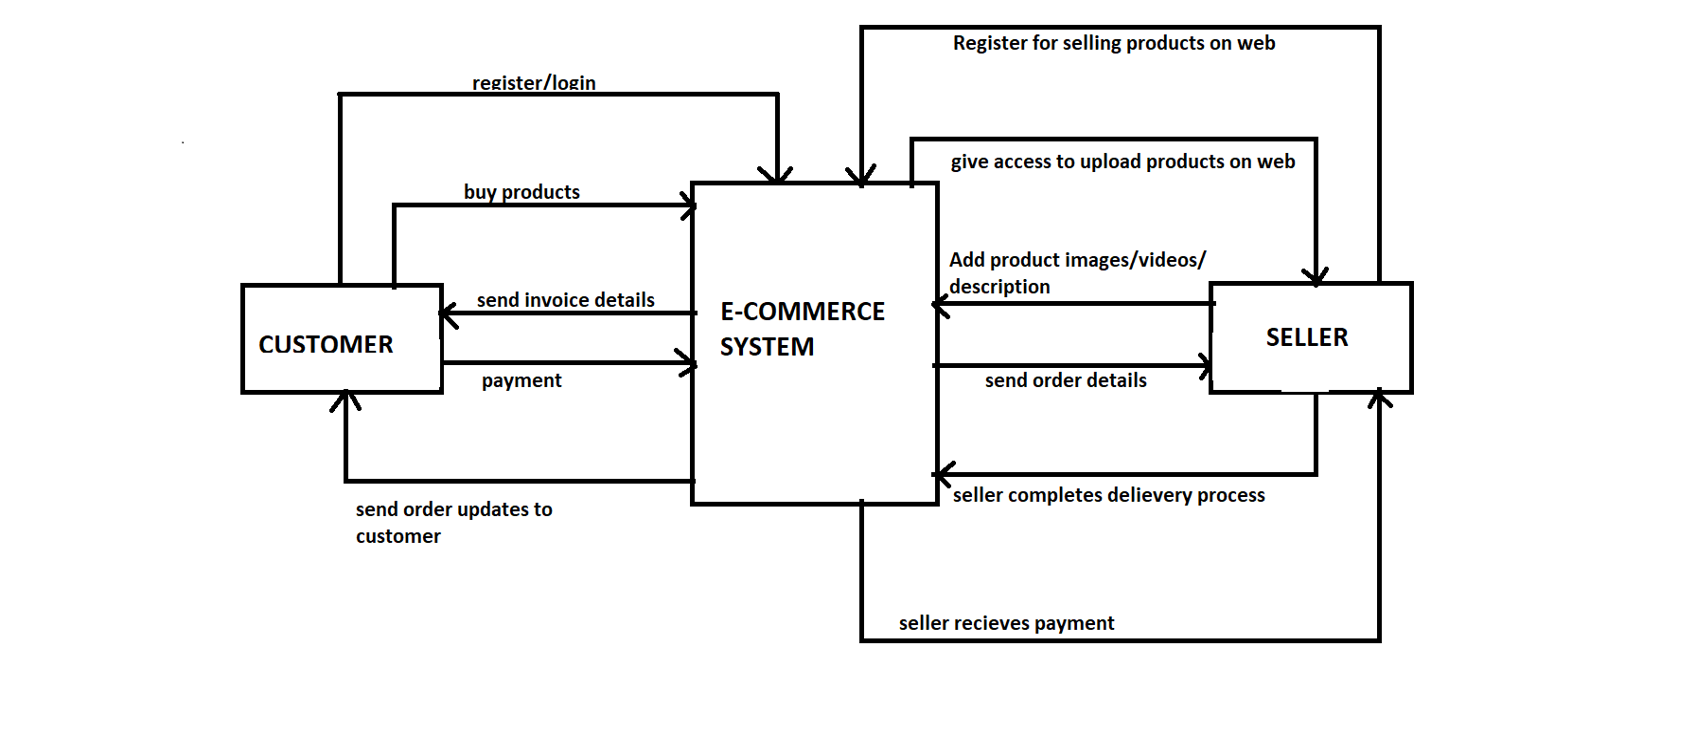 Register for selling products on web
register/login
give access to upload products on web
buy products
Add product images/videos/
description
send invoice details
E-COMMERCE
SYSTEM
CUSTOMER
SELLER
payment
send order details
seller completes delievery process
send order updates to
customer
seller recieves payment